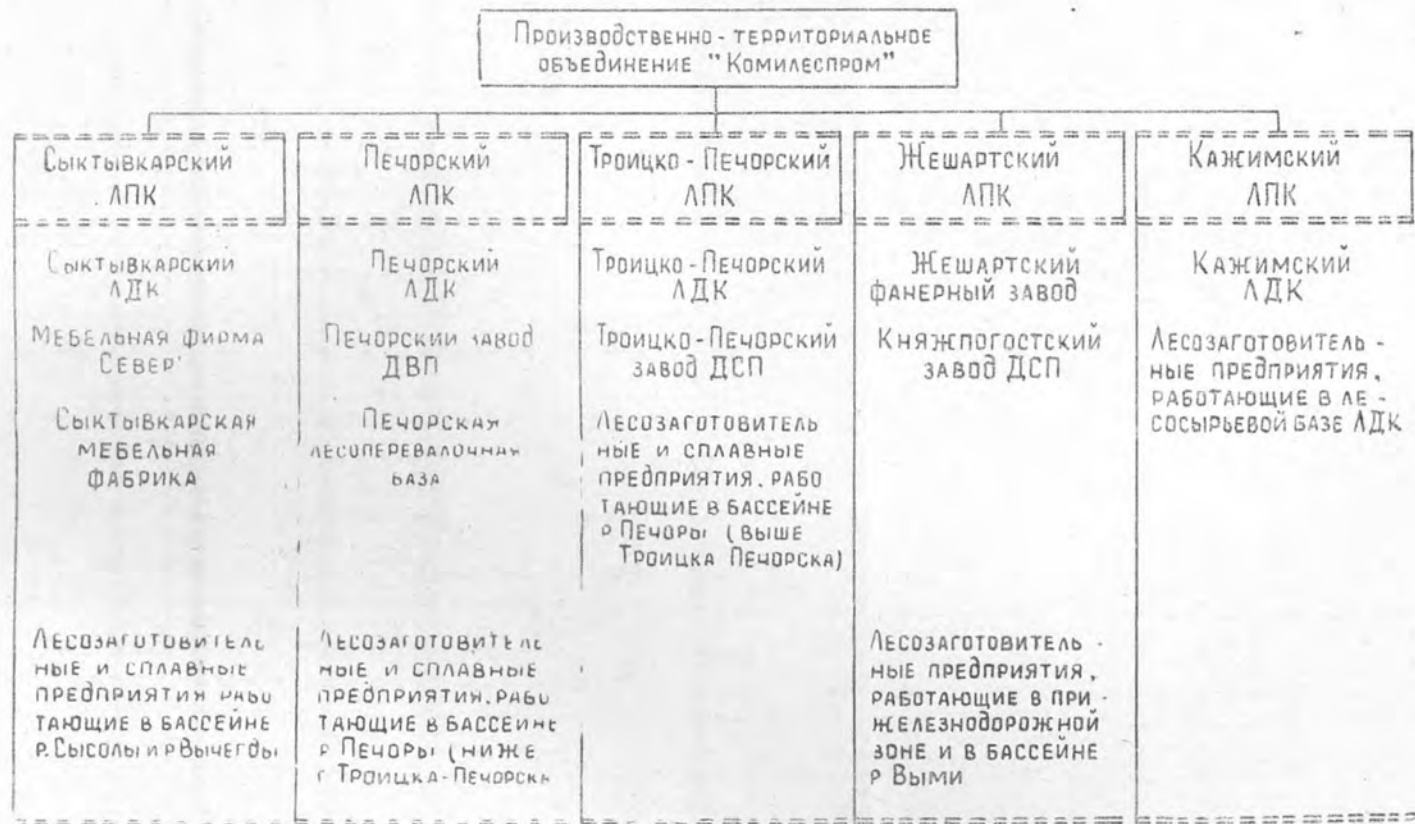 Производственно-территориальное
объединение "Комилеспром"
Сыктывкарский
ЛПК
Сыктывкарский
ЛДК
Мебельная фирма
Север"
Сыктывкарская
мебельная
фабрика
Лесозаготовитель
ные и сплавные
предприятия рабо
тающие в бассейне
р.Сысолы и р Вычегды
Печорский
ЛПК
Печорский
ЛДК
Печорский завод
ДВП
Печорская
лесоперевалочная
база
Лесозаготовитель
ные и сплавные
предприятия, рабо
тающие в бассейне
р Печоры (ниже
г Троицка-Печорска
Троицко-Печорский
ЛПК
Троицко-Печорский
ЛДК
Троицко-Печорский
завод ДСП
Лесозаготовитель
ные и сплавные
предприятия, рабо
тающие в бассейне
р Печоры (выше
Троицка Печорска)
Жешартский
ЛПК
Жешартский
фанерный завод
Княжпогостский
завод ДСП
Лесозаготовитель-
ные предприятия,
работающие в при-
железнодорожной
зоне и в бассейне
р Выми
Кажимский
ЛПК
Кажимский
ЛДК
Лесозаготовитель-
ные предприятия,
работающие в ле-
сосырьевой базе ЛДК